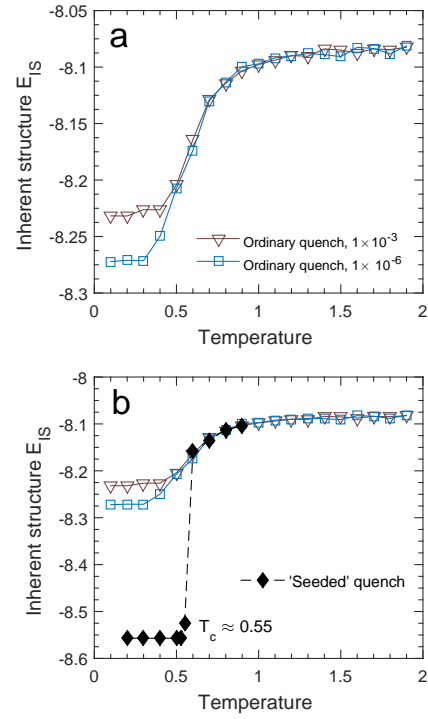 -8.05
a
-8.1
-8.15
-8.2
-8.25
-8.3
Inherent structure E_IS
Ordinary quench, 1×10^-3
Ordinary quench, 1×10^-6
0 0.5 1 1.5 2
Temperature
-8
b
-8.1
-8.2
-8.3
-8.4
-8.5
-8.6
Inherent structure E_IS
'Seeded' quench
T_c ≈ 0.55
0 0.5 1 1.5 2
Temperature